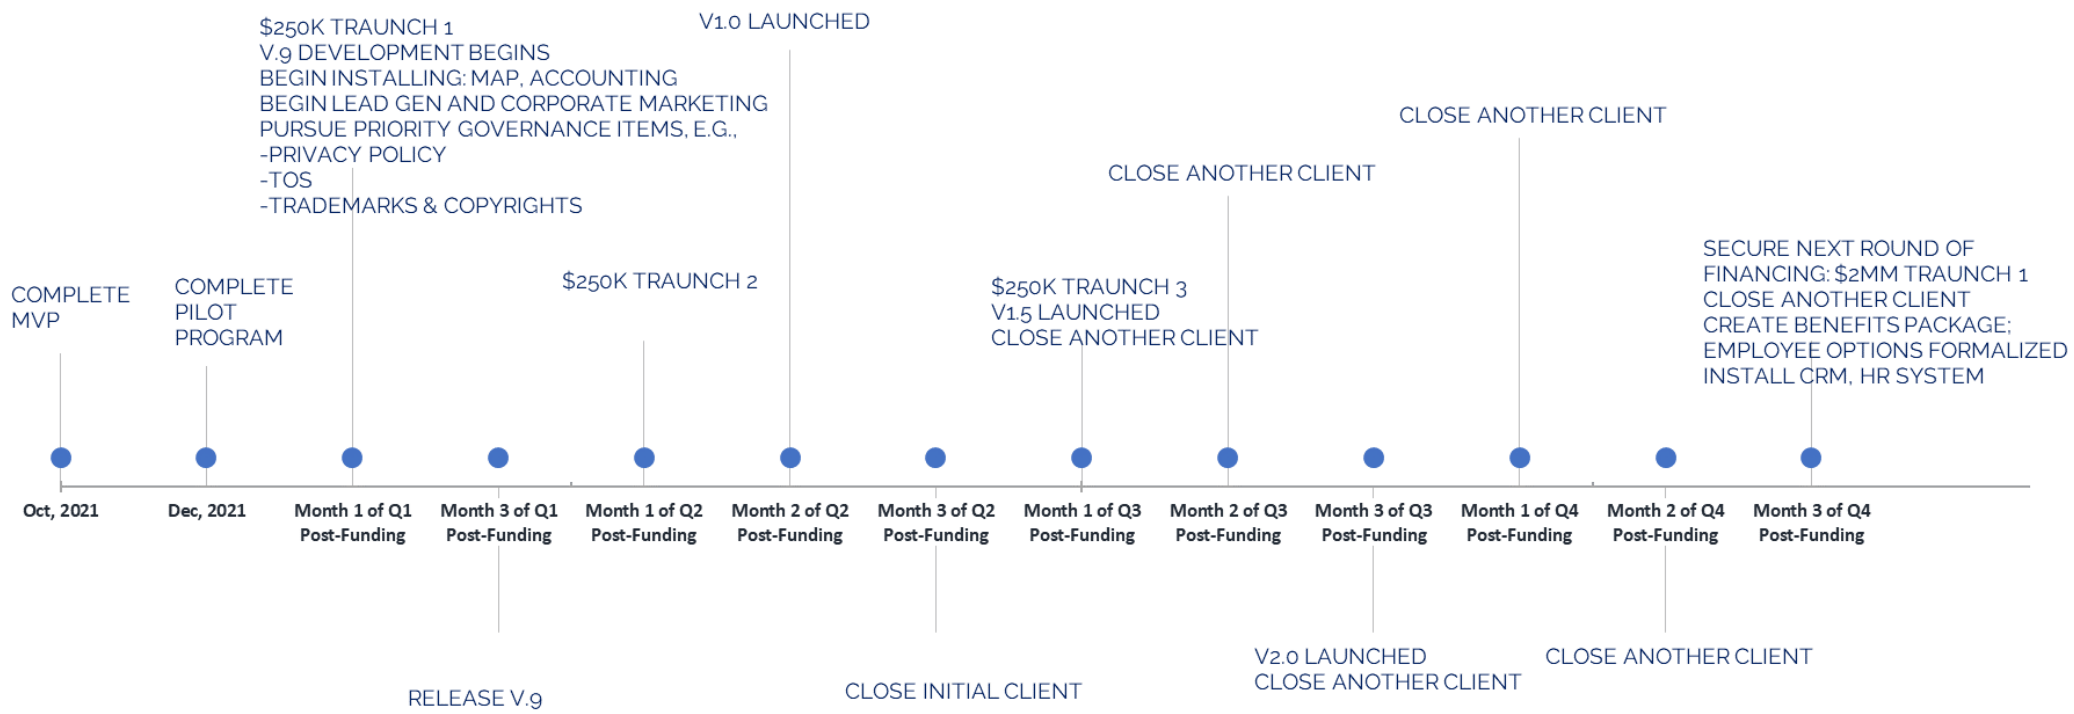 $250K TRAUNCH 1
V.9 DEVELOPMENT BEGINS
BEGIN INSTALLING: MAP, ACCOUNTING
BEGIN LEAD GEN AND CORPORATE MARKETING
PURSUE PRIORITY GOVERNANCE ITEMS, E.G.,
-PRIVACY POLICY
-TOS
-TRADEMARKS & COPYRIGHTS
V1.0 LAUNCHED
CLOSE ANOTHER CLIENT
CLOSE ANOTHER CLIENT
COMPLETE
MVP
COMPLETE
PILOT
PROGRAM
$250K TRAUNCH 2
$250K TRAUNCH 3
V1.5 LAUNCHED
CLOSE ANOTHER CLIENT
SECURE NEXT ROUND OF
FINANCING: $2MM TRAUNCH 1
CLOSE ANOTHER CLIENT
CREATE BENEFITS PACKAGE;
EMPLOYEE OPTIONS FORMALIZED
INSTALL CRM, HR SYSTEM
Oct, 2021
Dec, 2021
Month 1 of Q1
Post-Funding
Month 3 of Q1
Post-Funding
Month 1 of Q2
Post-Funding
Month 2 of Q2
Post-Funding
Month 3 of Q2
Post-Funding
Month 1 of Q3
Post-Funding
Month 2 of Q3
Post-Funding
Month 3 of Q3
Post-Funding
Month 1 of Q4
Post-Funding
Month 2 of Q4
Post-Funding
Month 3 of Q4
Post-Funding
RELEASE V.9
CLOSE INITIAL CLIENT
V2.0 LAUNCHED
CLOSE ANOTHER CLIENT
CLOSE ANOTHER CLIENT